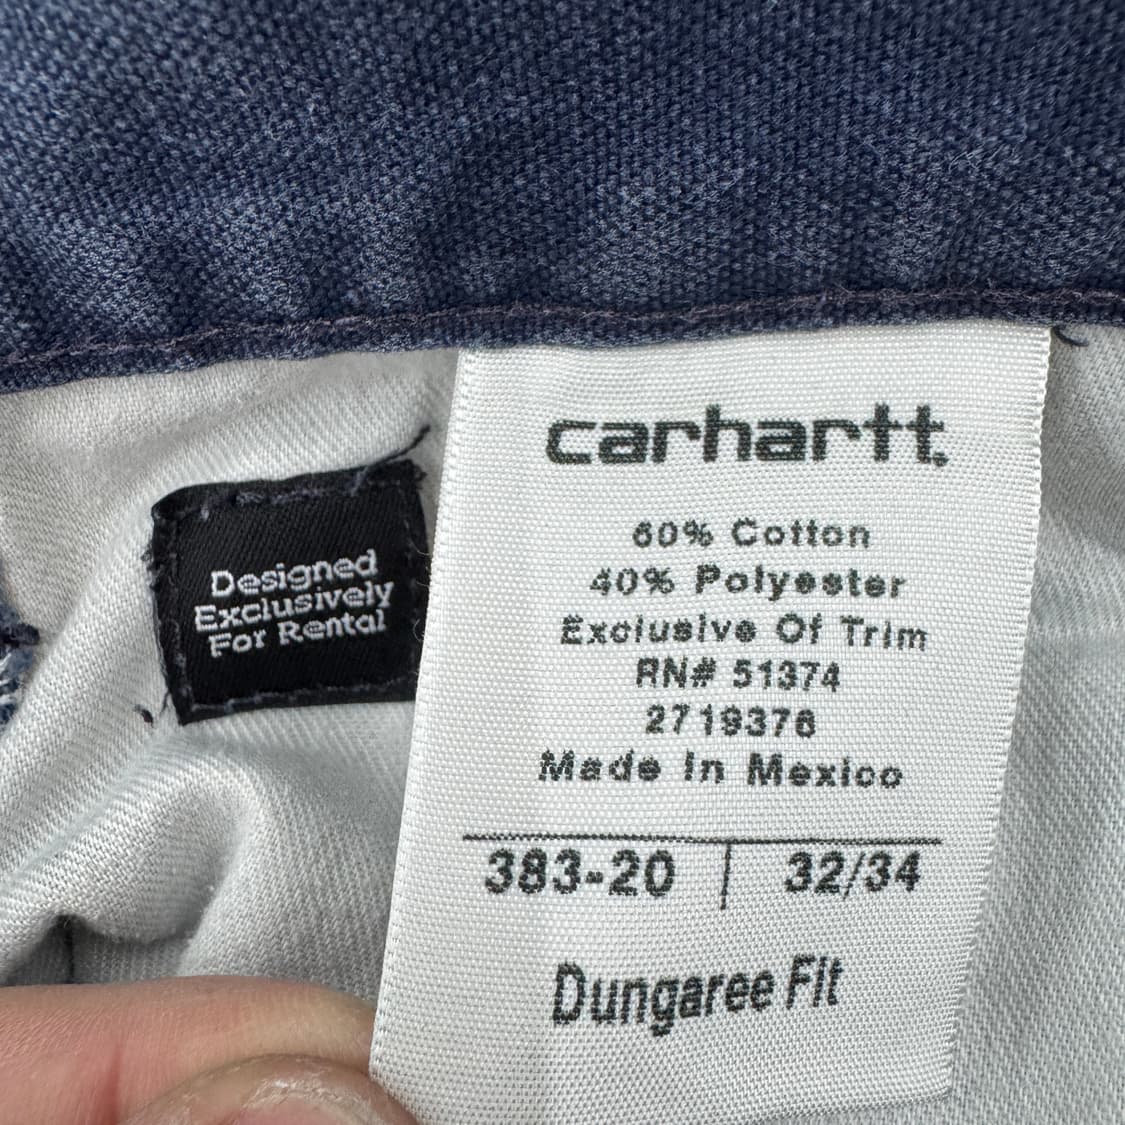 Designed
Exclusively
For Rental
carhartt
60% Cotton
40% Polyester
Exclusive Of Trim
RN# 51374
2719376
Made In Mexico
383-20 | 32/34
Dungaree Fit